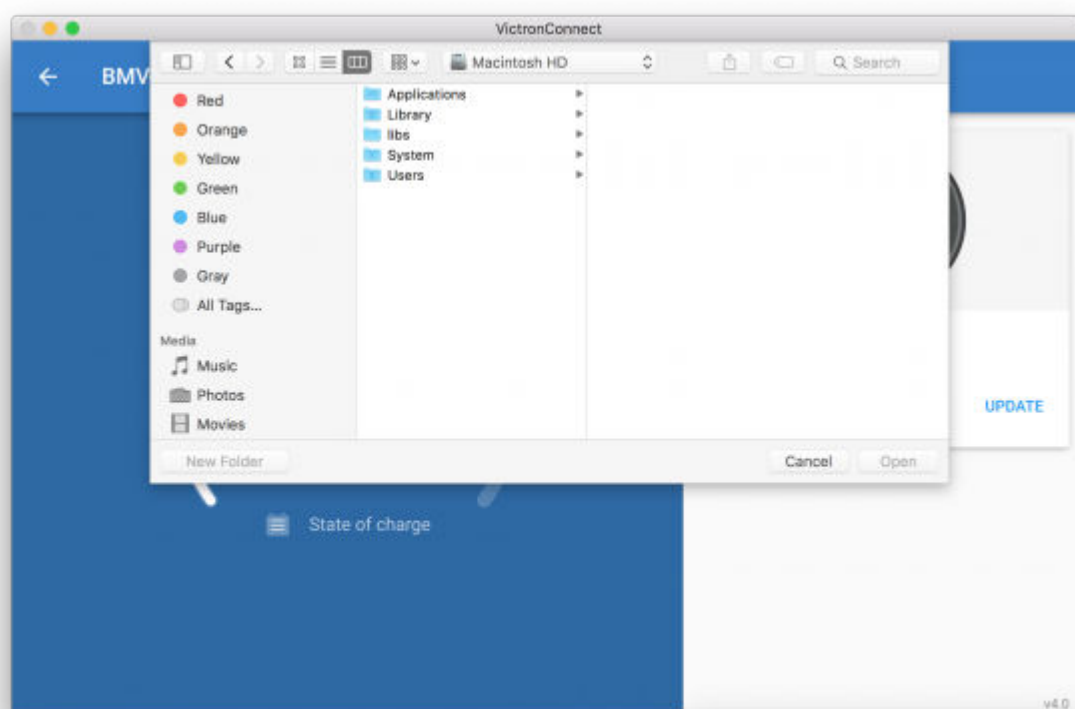 VictronConnect
BMV
Macintosh HD
Search
Red
Orange
Yellow
Green
Blue
Purple
Gray
All Tags...
Media
Music
Photos
Movies
Applications
Library
libs
System
Users
UPDATE
New Folder
Cancel
Open
State of charge
v4.0